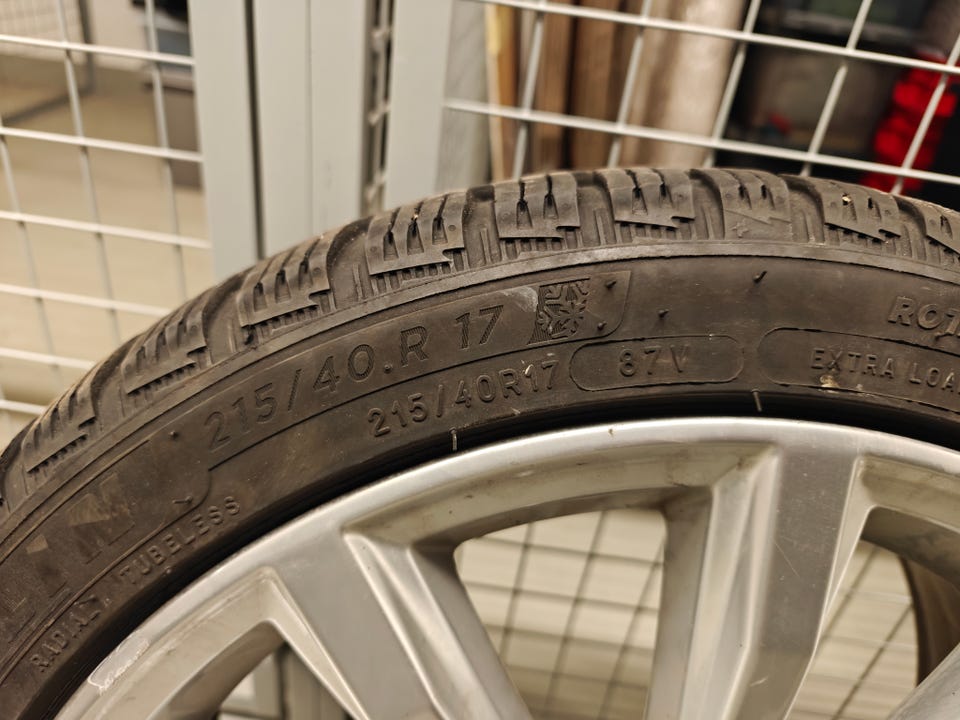 215/40.R 17
215/40R17 87V
EXTRA LOA
ROT
RADIAL TUBELESS